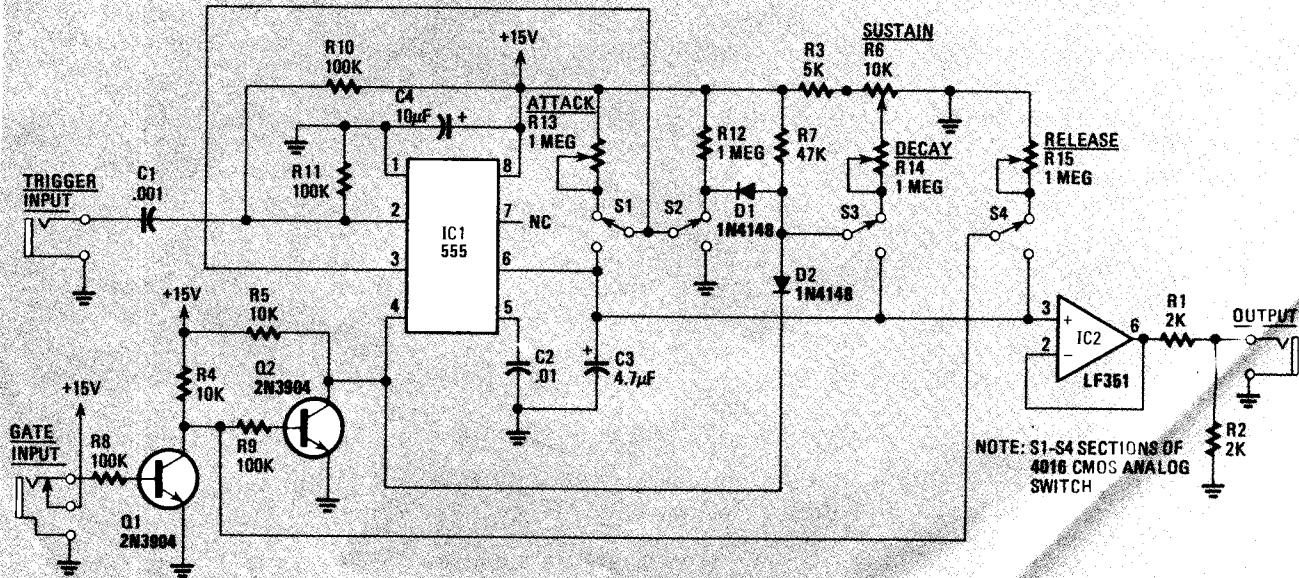 +15V
R10
100K
C4
10µF
+
ATTACK
R13
1 MEG
R12
1 MEG
R7
47K
R3
5K
SUSTAIN
R6
10K
DECAY
R14
1 MEG
RELEASE
R15
1 MEG
TRIGGER
INPUT
C1
.001
R11
100K
1
8
2
7
NC
3
6
4
5
IC1
555
S1
S2
D1
1N4148
S3
S4
D2
1N4148
+15V
R5
10K
R4
10K
Q2
2N3904
C2
.01
+
C3
4.7µF
3
+
2
−
6
IC2
LF351
R1
2K
OUTPUT
R2
2K
+15V
GATE
INPUT
R8
100K
R9
100K
Q1
2N3904
NOTE: S1-S4 SECTIONS OF
4016 CMOS ANALOG
SWITCH